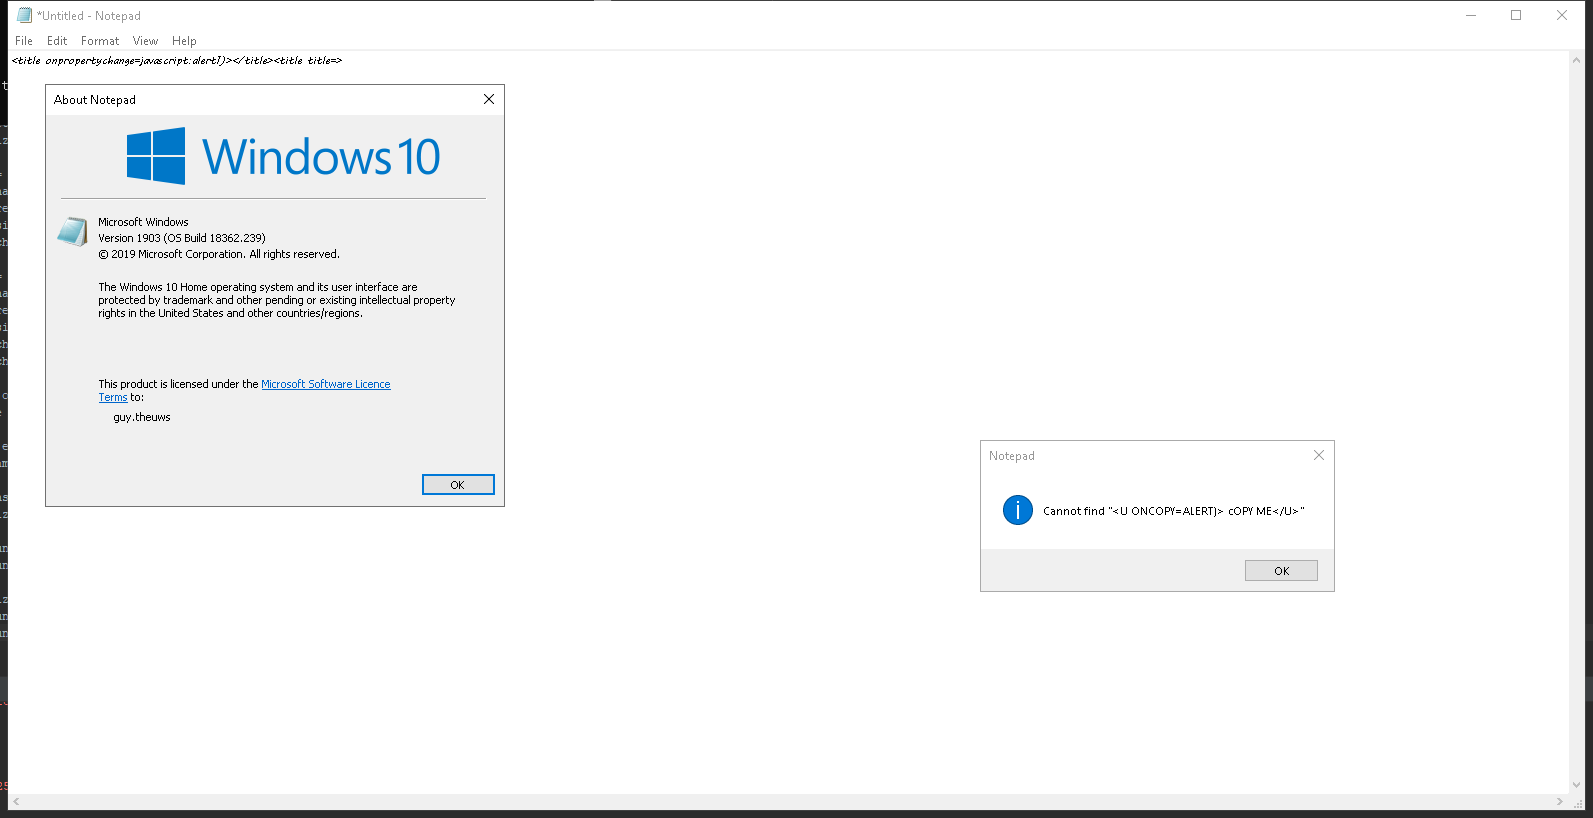 *Untitled - Notepad
File Edit Format View Help
<title onpropertychange=javascript:alert1)></title><title title=>
About Notepad
Windows 10
Microsoft Windows
Version 1903 (OS Build 18362.239)
© 2019 Microsoft Corporation. All rights reserved.
The Windows 10 Home operating system and its user interface are
protected by trademark and other pending or existing intellectual property
rights in the United States and other countries/regions.
This product is licensed under the Microsoft Software Licence
Terms to:
guy.theuws
OK
Notepad
Cannot find "<U ONCOPY=ALERT)> cOPY ME</U>"
OK